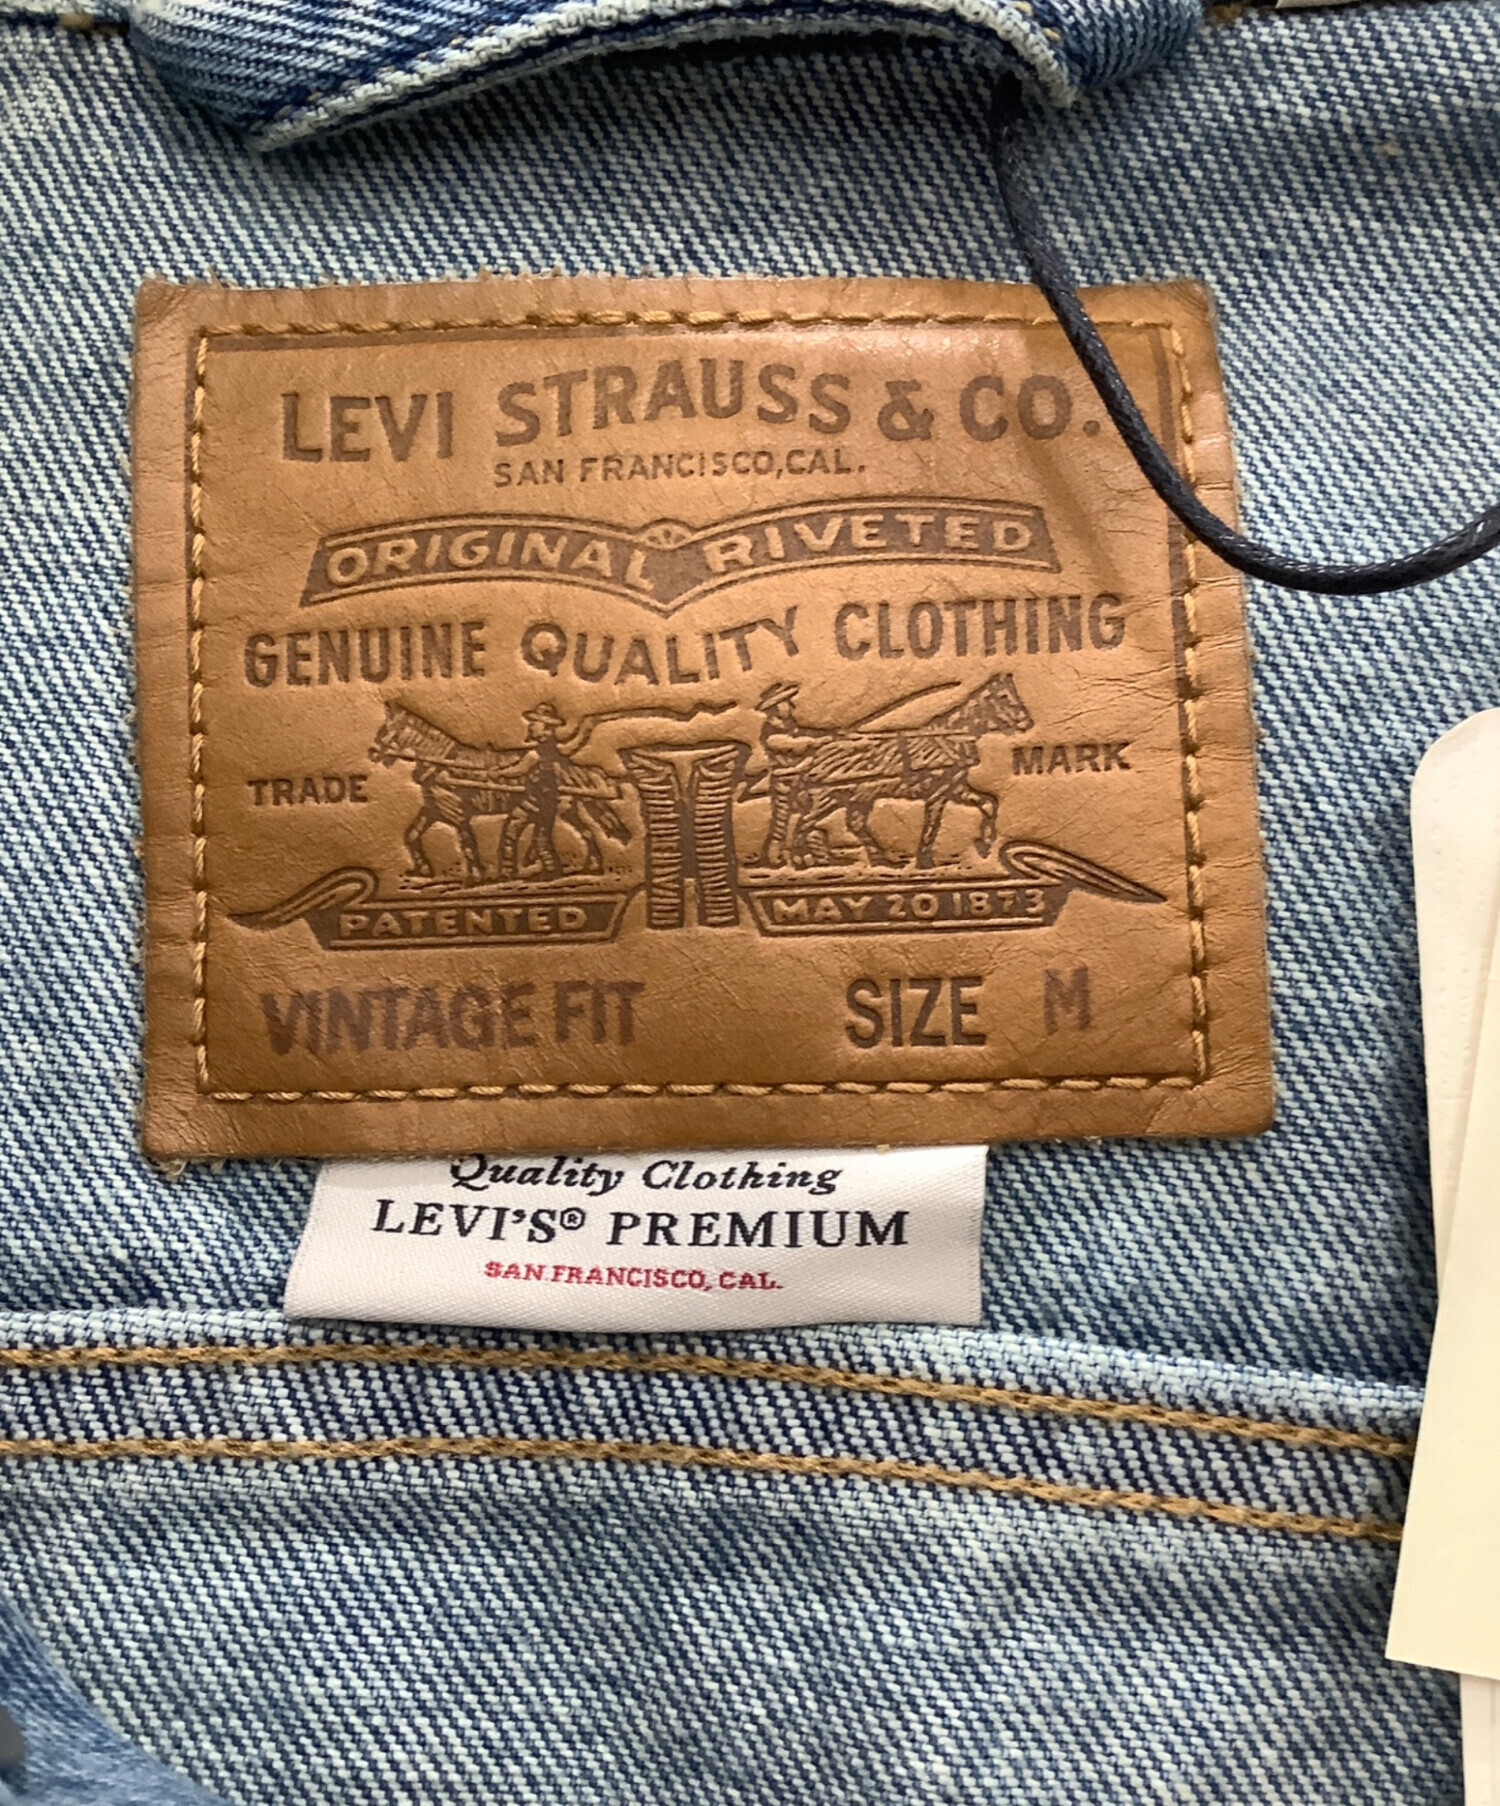 LEVI STRAUSS & CO.
SAN FRANCISCO, CAL.
ORIGINAL RIVETED
GENUINE QUALITY CLOTHING
TRADE MARK
PATENTED MAY 20 1873
VINTAGE FIT SIZE M
Quality Clothing
LEVI'S® PREMIUM
SAN FRANCISCO, CAL.